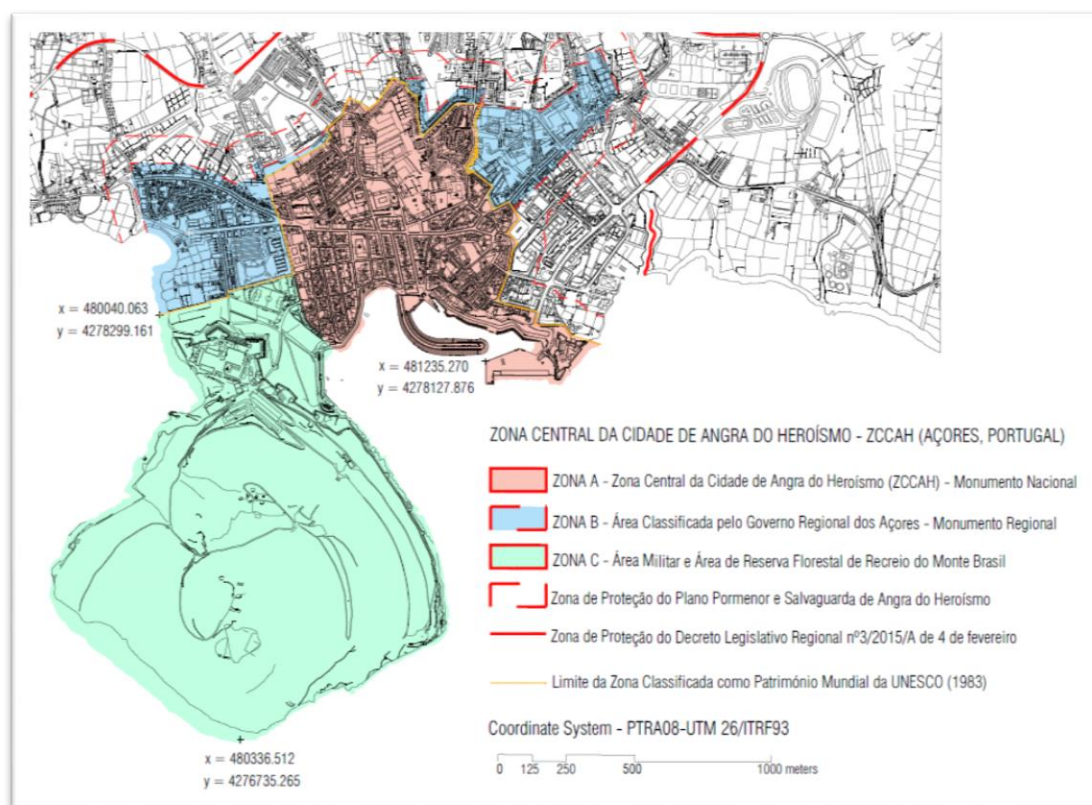 x = 480040.063
y = 4278299.161
x = 481235.270
y = 4278127.876
ZONA CENTRAL DA CIDADE DE ANGRA DO HEROÍSMO - ZCCAH (AÇORES, PORTUGAL)
ZONA A - Zona Central da Cidade de Angra do Heroísmo (ZCCAH) - Monumento Nacional
ZONA B - Área Classificada pelo Governo Regional dos Açores - Monumento Regional
ZONA C - Área Militar e Área de Reserva Florestal de Recreio do Monte Brasil
Zona de Proteção do Plano Pormenor e Salvaguarda de Angra do Heroísmo
Zona de Proteção do Decreto Legislativo Regional nº3/2015/A de 4 de fevereiro
Limite da Zona Classificada como Património Mundial da UNESCO (1983)
Coordinate System - PTRA08-UTM 26/ITRF93
0 125 250 500 1000 meters
x = 480336.512
y = 4276735.265